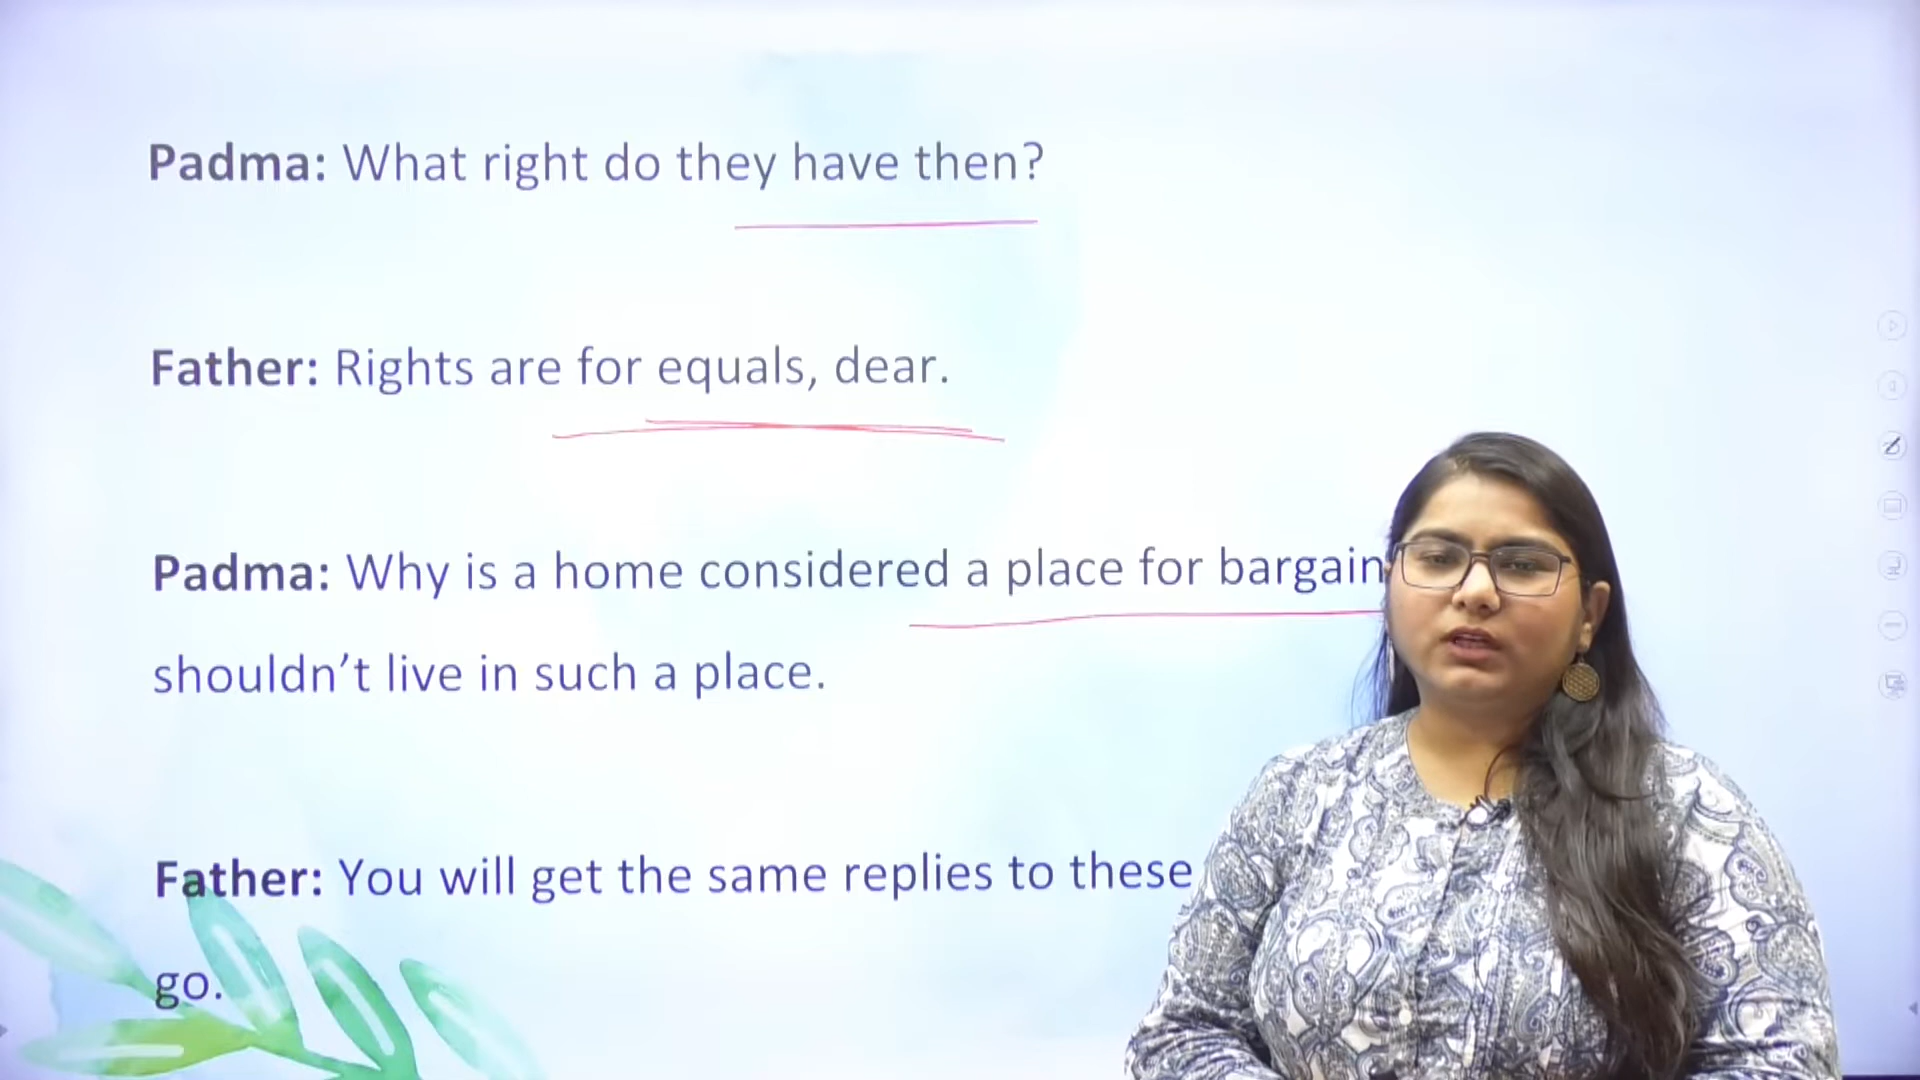 Padma: What right do they have then?
Father: Rights are for equals, dear.
Padma: Why is a home considered a place for bargain
shouldn’t live in such a place.
Father: You will get the same replies to these
go.